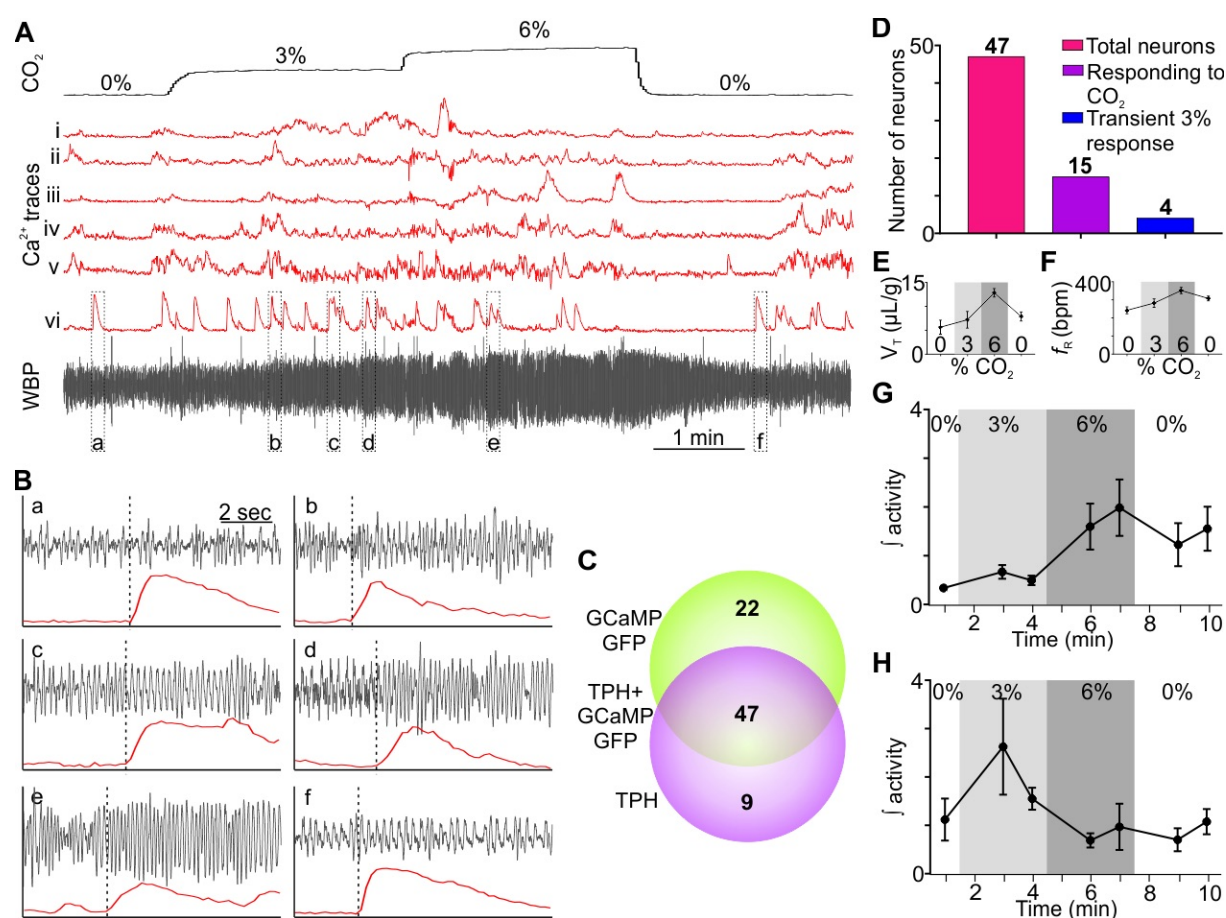 A
CO2
0%
3%
6%
0%
Ca2+ traces
i
ii
iii
iv
v
vi
WBP
a
b
c
d
e
f
1 min
B
a
2 sec
b
c
d
e
f
C
GCaMP
GFP
22
TPH+
GCaMP
GFP
47
TPH
9
D
Number of neurons
50
0
47
15
4
Total neurons
Responding to
CO2
Transient 3%
response
E
VT (µL/g)
15
0
0 3 6 0
% CO2
F
fR (bpm)
400
0
0 3 6 0
% CO2
G
∫ activity
4
0
0% 3% 6% 0%
2 4 6 8 10
Time (min)
H
∫ activity
4
0
0% 3% 6% 0%
2 4 6 8 10
Time (min)